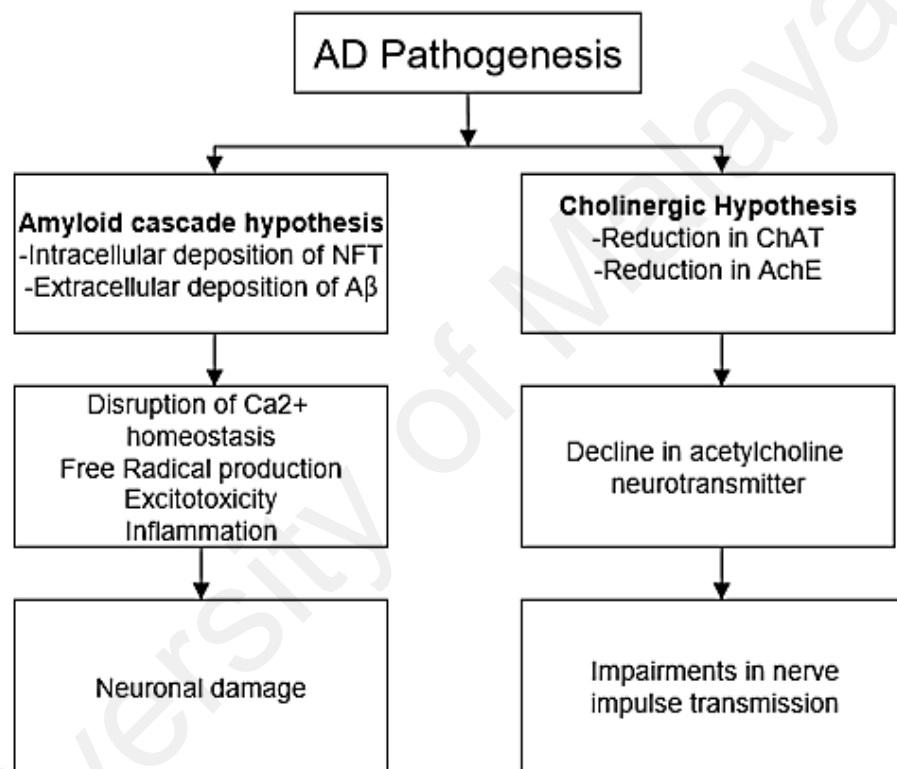 AD Pathogenesis
Amyloid cascade hypothesis
-Intracellular deposition of NFT
-Extracellular deposition of Aβ
Cholinergic Hypothesis
-Reduction in ChAT
-Reduction in AchE
Disruption of Ca2+
homeostasis
Free Radical production
Excitotoxicity
Inflammation
Decline in acetylcholine
neurotransmitter
Neuronal damage
Impairments in nerve
impulse transmission
versity of Malaya